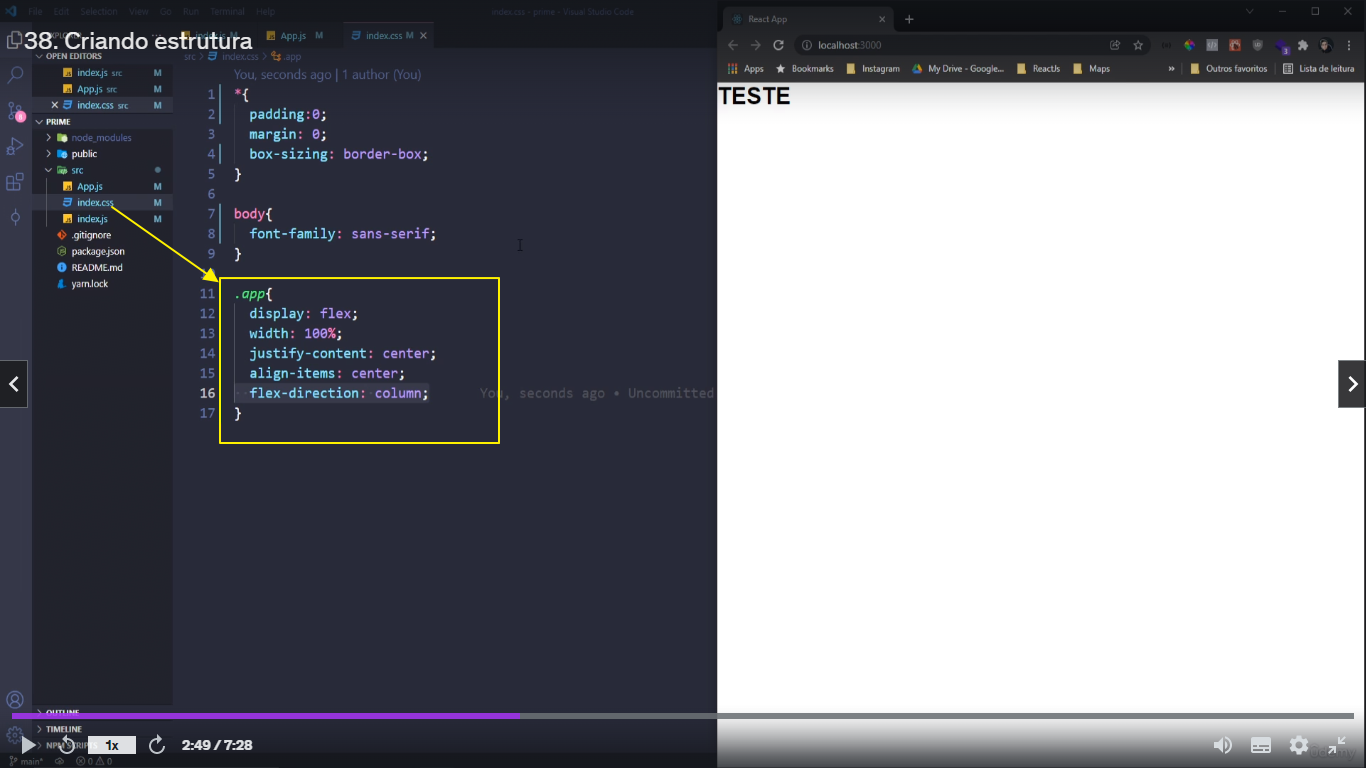 File Edit Selection View Go Run Terminal Help
index.css - prime - Visual Studio Code
38. Criando estrutura
App.js M
index.css M
src > index.css > .app
OPEN EDITORS
index.js src M
App.js src M
index.css src M
PRIME
node_modules
public
src
App.js M
index.css M
index.js M
.gitignore
package.json
README.md
yarn.lock
OUTLINE
TIMELINE
NPM SCRIPTS
main*
0 0
You, seconds ago | 1 author (You)
1 *{
2 padding:0;
3 margin: 0;
4 box-sizing: border-box;
5 }
6
7 body{
8 font-family: sans-serif;
9 }
11 .app{
12 display: flex;
13 width: 100%;
14 justify-content: center;
15 align-items: center;
16 flex-direction: column; You, seconds ago • Uncommitted
17 }
React App
localhost:3000
Apps Bookmarks Instagram My Drive - Google... ReactJs Maps » Outros favoritos Lista de leitura
TESTE
1x 2:49 / 7:28